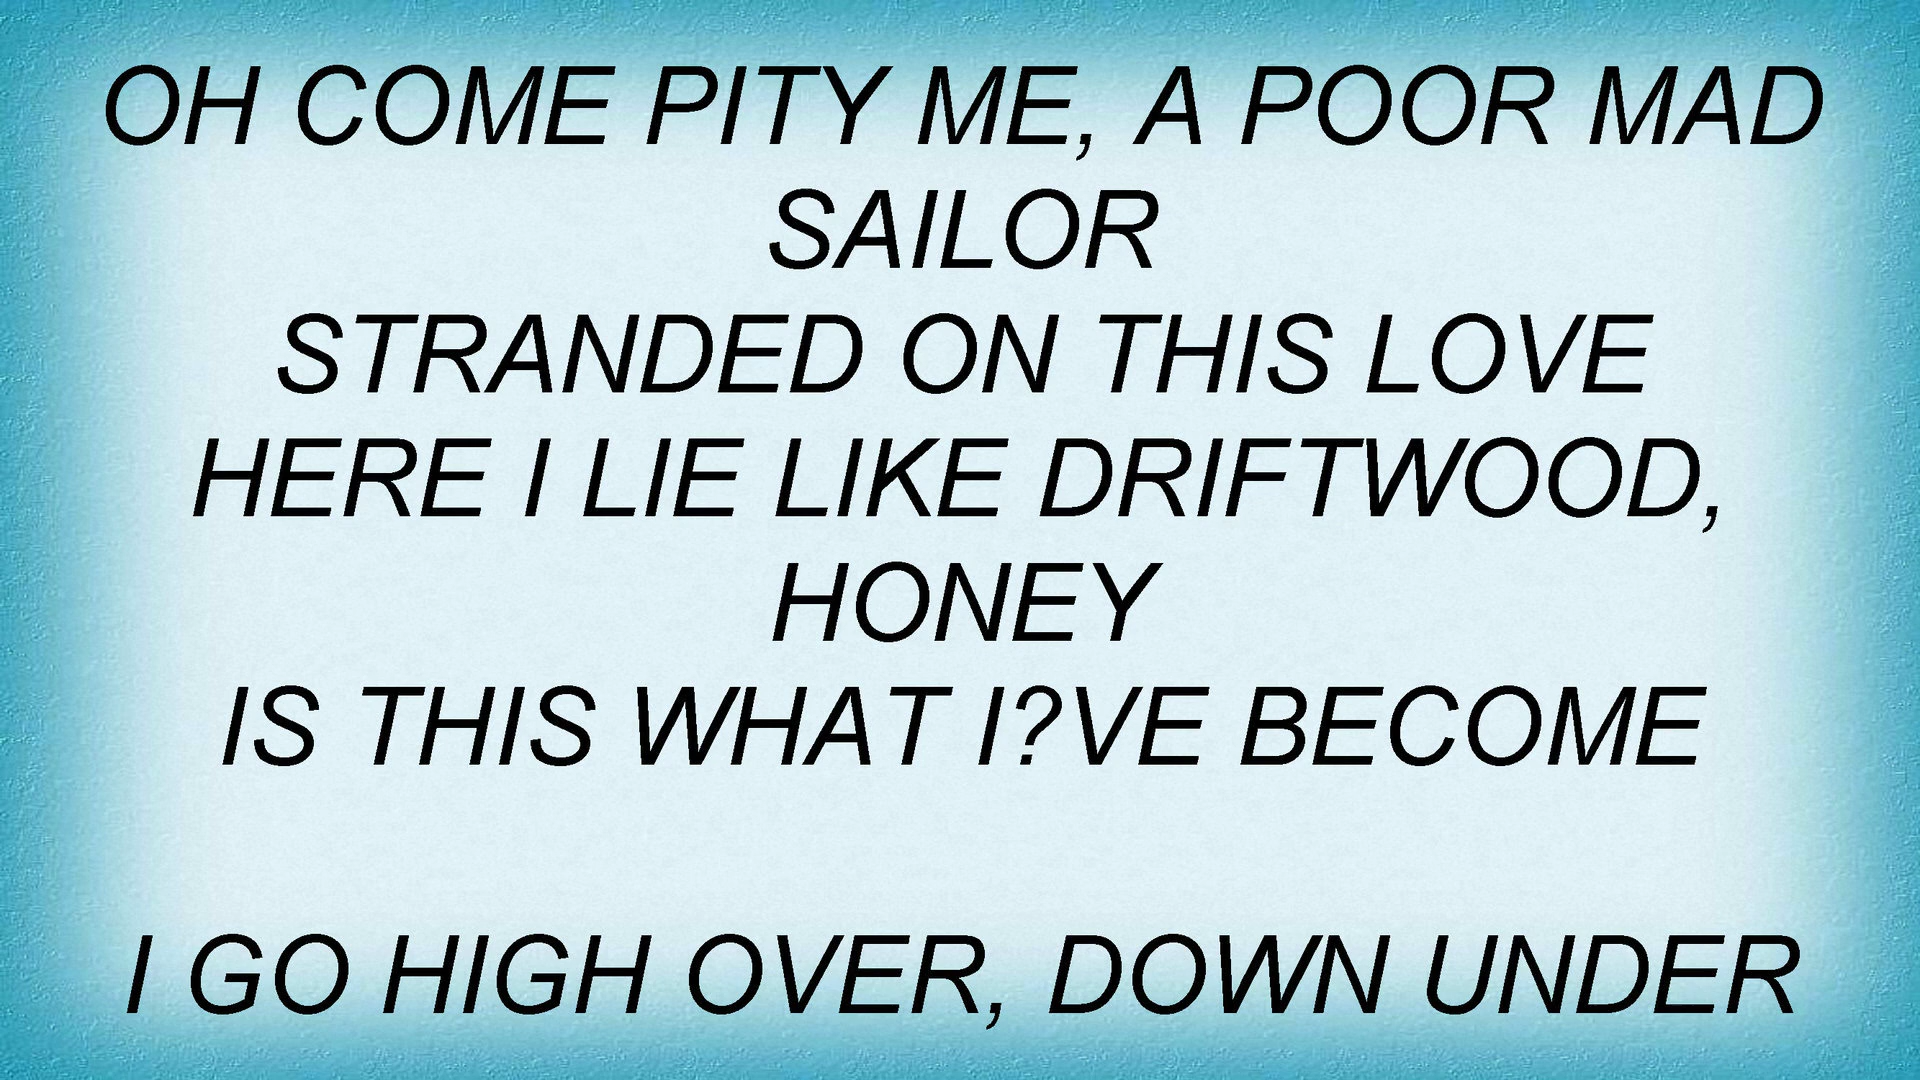 OH COME PITY ME, A POOR MAD
SAILOR
STRANDED ON THIS LOVE
HERE I LIE LIKE DRIFTWOOD,
HONEY
IS THIS WHAT I?VE BECOME
I GO HIGH OVER, DOWN UNDER